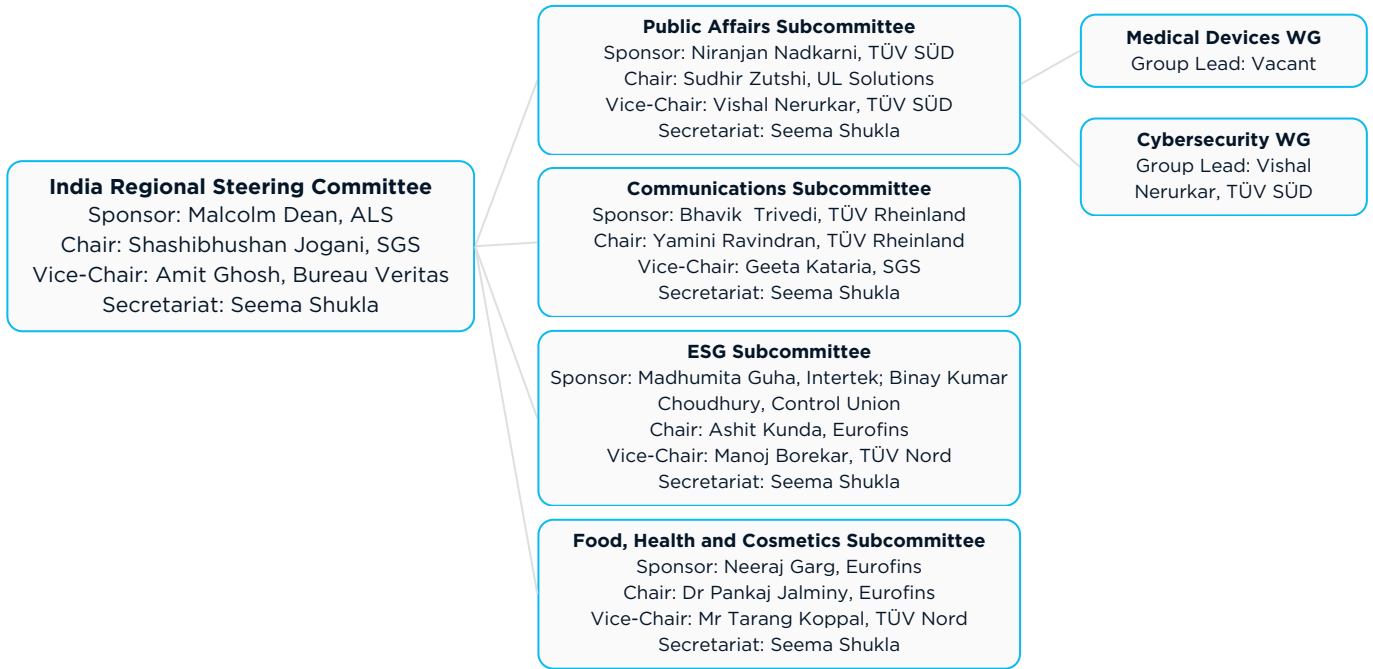 India Regional Steering Committee
Sponsor: Malcolm Dean, ALS
Chair: Shashibhushan Jogani, SGS
Vice-Chair: Amit Ghosh, Bureau Veritas
Secretariat: Seema Shukla
Public Affairs Subcommittee
Sponsor: Niranjan Nadkarni, TÜV SÜD
Chair: Sudhir Zutshi, UL Solutions
Vice-Chair: Vishal Nerurkar, TÜV SÜD
Secretariat: Seema Shukla
Medical Devices WG
Group Lead: Vacant
Cybersecurity WG
Group Lead: Vishal
Nerurkar, TÜV SÜD
Communications Subcommittee
Sponsor: Bhavik Trivedi, TÜV Rheinland
Chair: Yamini Ravindran, TÜV Rheinland
Vice-Chair: Geeta Kataria, SGS
Secretariat: Seema Shukla
ESG Subcommittee
Sponsor: Madhumita Guha, Intertek; Binay Kumar
Choudhury, Control Union
Chair: Ashit Kunda, Eurofins
Vice-Chair: Manoj Borekar, TÜV Nord
Secretariat: Seema Shukla
Food, Health and Cosmetics Subcommittee
Sponsor: Neeraj Garg, Eurofins
Chair: Dr Pankaj Jalminy, Eurofins
Vice-Chair: Mr Tarang Koppal, TÜV Nord
Secretariat: Seema Shukla